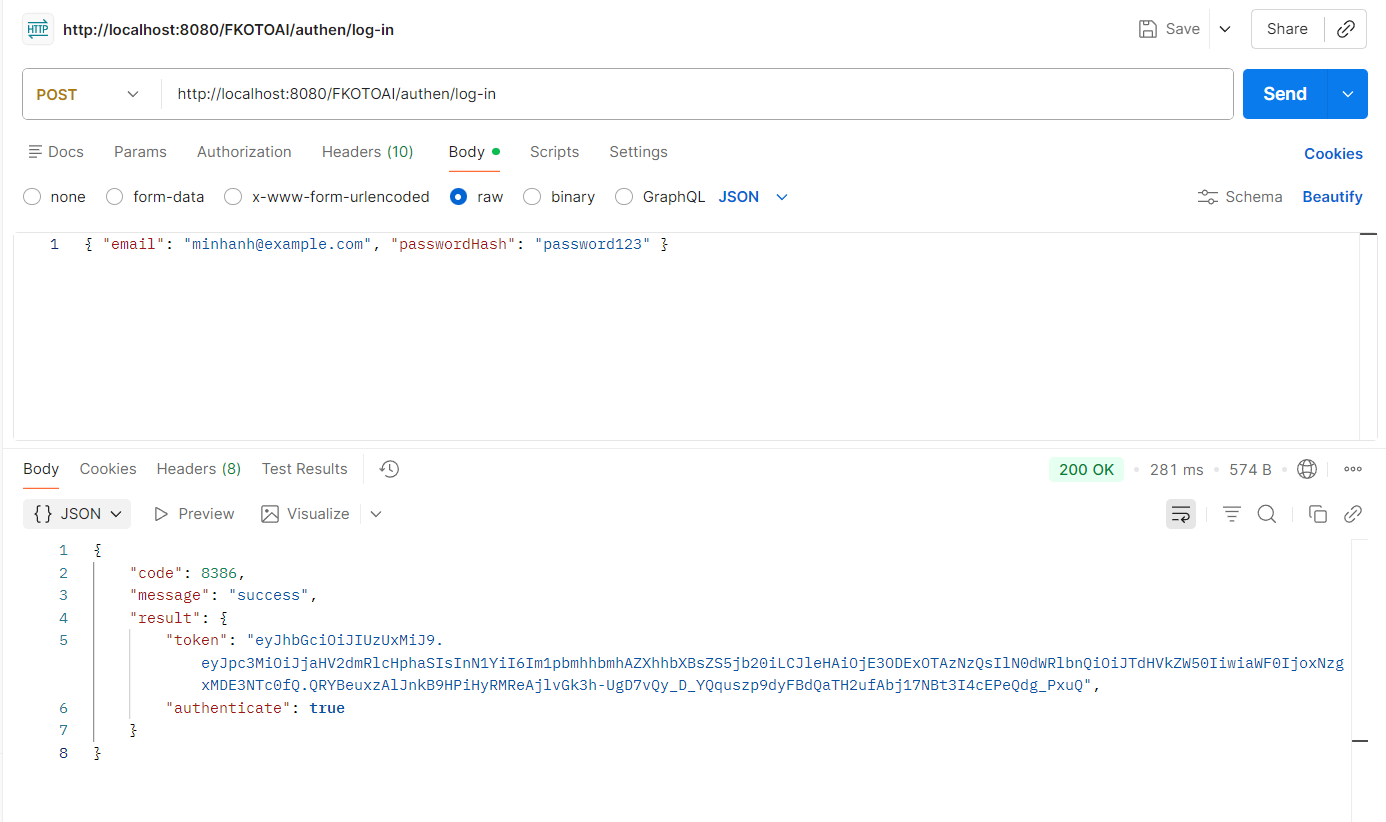 HTTP http://localhost:8080/FKOTOAI/authen/log-in Save Share
POST http://localhost:8080/FKOTOAI/authen/log-in Send
Docs Params Authorization Headers (10) Body Scripts Settings Cookies
none form-data x-www-form-urlencoded raw binary GraphQL JSON Schema Beautify
1 { "email": "minhanh@example.com", "passwordHash": "password123" }
Body Cookies Headers (8) Test Results 200 OK 281 ms 574 B
{} JSON Preview Visualize
1 {
2 "code": 8386,
3 "message": "success",
4 "result": {
5 "token": "eyJhbGciOiJIUzUxMiJ9.
eyJpc3MiOiJjaHV2dmRlcHphaSIsInN1YiI6Im1pbmhhbmhAZXhhbXBsZS5jb20iLCJleHAiOjE3ODExOTAzNzQsIlN0dWRlbnQiOiJTdHVkZW50IiwiaWF0IjoxNzg
xMDE3NTc0fQ.QRYBeuxzAlJnkB9HPiHyRMReAjlvGk3h-UgD7vQy_D_YQquszp9dyFBdQaTH2ufAbj17NBt3I4cEPeQdg_PxuQ",
6 "authenticate": true
7 }
8 }